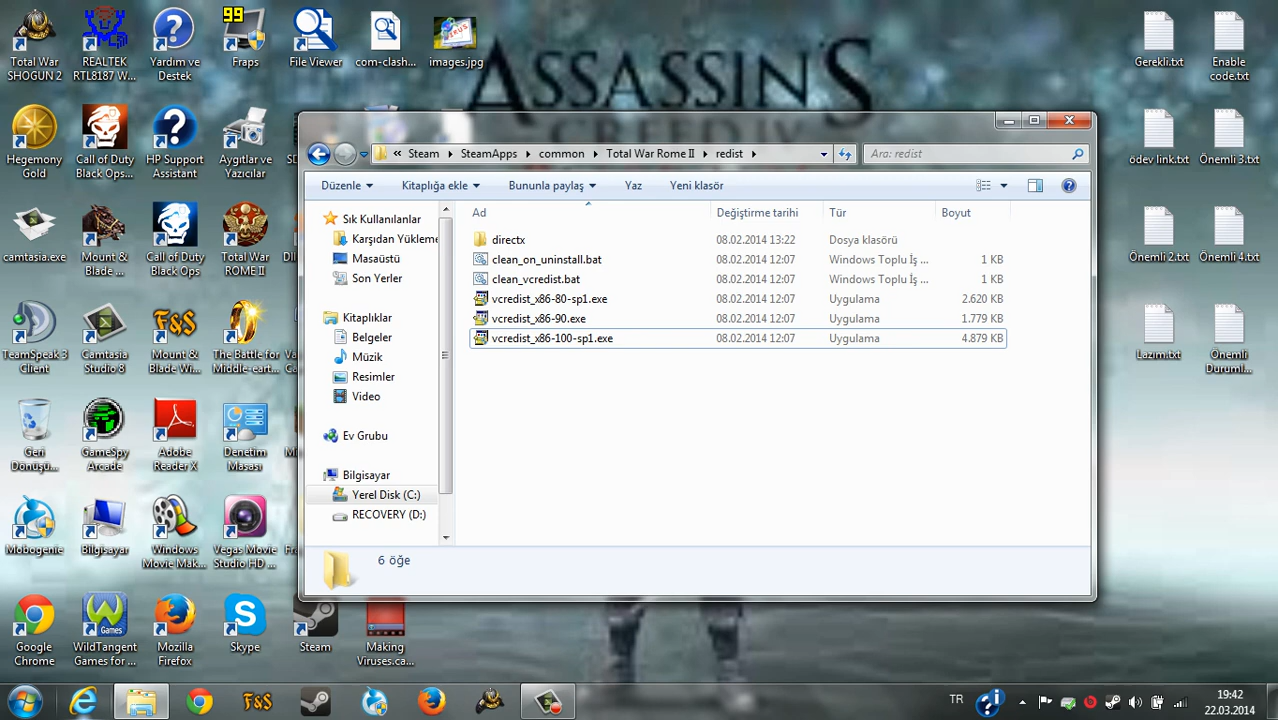 Total War
SHOGUN 2
REALTEK
RTL8187 W...
Yardım ve
Destek
99
Fraps
File Viewer
com-clash...
images.jpg
Gerekli.txt
Enable
code.txt
ASSASSIN'S
Hegemony
Gold
Call of Duty
Black Ops...
HP Support
Assistant
Aygıtlar ve
Yazıcılar
ödev link.txt
Önemli 3.txt
camtasia.exe
Mount &
Blade ...
Call of Duty
Black Ops
Total War
ROME II
Önemli 2.txt
Önemli 4.txt
TeamSpeak 3
Client
Camtasia
Studio 8
F&S
Mount &
Blade Wi...
The Battle for
Middle-eart...
Lazım.txt
Önemli
Duruml...
Geri
Dönüşü...
GameSpy
Arcade
Adobe
Reader X
Denetim
Masası
Mobogenie
Bilgisayar
Windows
Movie Mak...
Vegas Movie
Studio HD ...
Google
Chrome
WILD
Games
WildTangent
Games for ...
Mozilla
Firefox
Skype
Steam
Making
Viruses.ca...
« Steam SteamApps common Total War Rome II redist
Ara: redist
Düzenle Kitaplığa ekle Bununla paylaş Yaz Yeni klasör
Sık Kullanılanlar
Karşıdan Yükleme
Masaüstü
Son Yerler
Kitaplıklar
Belgeler
Müzik
Resimler
Video
Ev Grubu
Bilgisayar
Yerel Disk (C:)
RECOVERY (D:)
Ad Değiştirme tarihi Tür Boyut
directx 08.02.2014 13:22 Dosya klasörü
clean_on_uninstall.bat 08.02.2014 12:07 Windows Toplu İş ... 1 KB
clean_vcredist.bat 08.02.2014 12:07 Windows Toplu İş ... 1 KB
vcredist_x86-80-sp1.exe 08.02.2014 12:07 Uygulama 2.620 KB
vcredist_x86-90.exe 08.02.2014 12:07 Uygulama 1.779 KB
vcredist_x86-100-sp1.exe 08.02.2014 12:07 Uygulama 4.879 KB
6 öğe
F&S
TR
19:42
22.03.2014